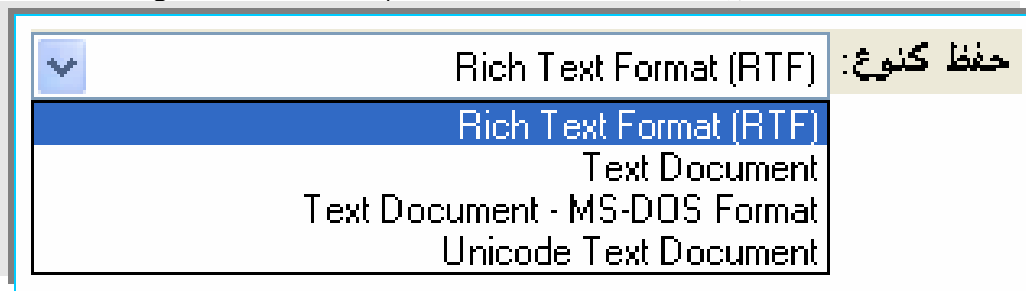 حفظ كنوع: Rich Text Format (RTF)
Rich Text Format (RTF)
Text Document
Text Document - MS-DOS Format
Unicode Text Document